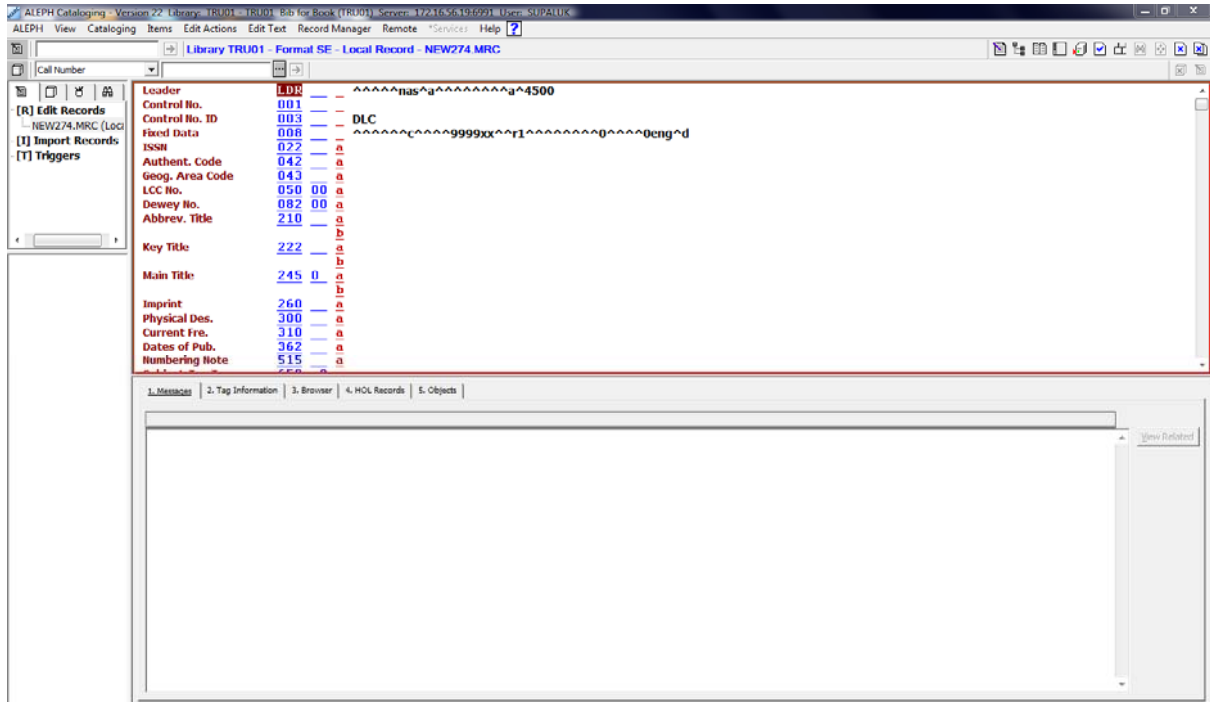 ALEPH Cataloging - Version 22 Library: TRU01 - TRU01 Bib for Book (TRU01) Server: 172.16.56.19:6991 User: SUPALUK
ALEPH View Cataloging Items Edit Actions Edit Text Record Manager Remote *Services Help ?
Library TRU01 - Formal SE - Local Record - NEW274.MRC
Call Number
[R] Edit Records
NEW274.MRC (Loca
[I] Import Records
[T] Triggers
Leader LDR ^^^^^nas^a^^^^^^^^a^4500
Control No. 001
Control No. ID 003 DLC
Fixed Data 008 ^^^^^^c^^^^9999xx^^r1^^^^^^^^0^^^^0eng^d
ISSN 022 a
Authent. Code 042 a
Geog. Area Code 043 a
LCC No. 050 00 a
Dewey No. 082 00 a
Abbrev. Title 210 a
b
Key Title 222 a
b
Main Title 245 0 a
b
Imprint 260 a
Physical Des. 300 a
Current Fre. 310 a
Dates of Pub. 362 a
Numbering Note 515 a
1. Messages 2. Tag Information 3. Browser 4. HOL Records 5. Objects
View Related